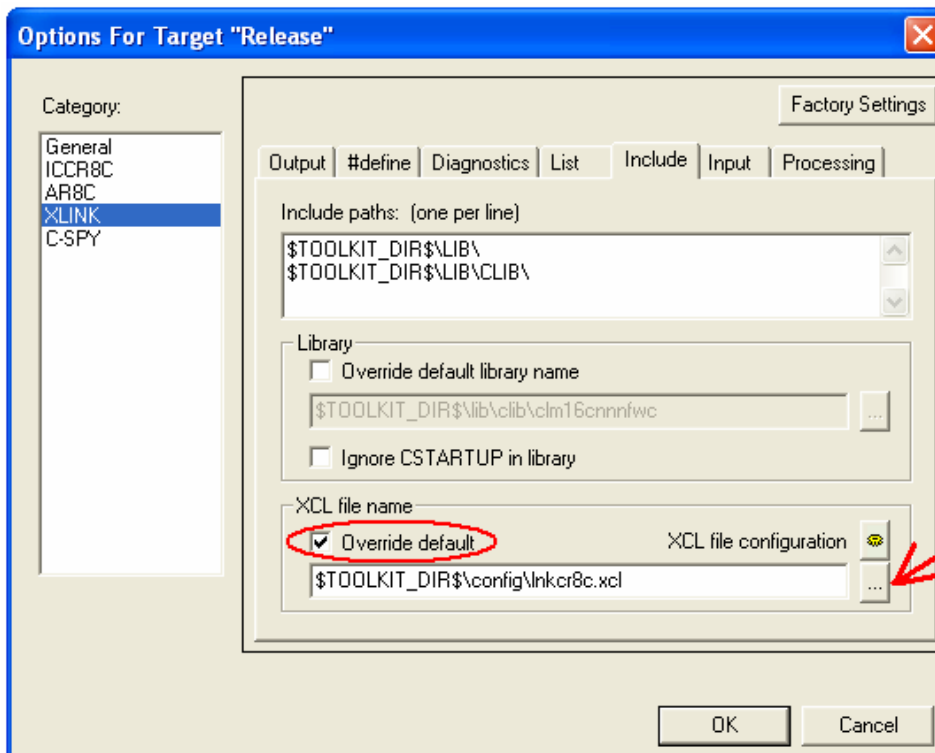 Options For Target "Release"
Category:
General
ICCR8C
AR8C
XLINK
C-SPY
Factory Settings
Output #define Diagnostics List Include Input Processing
Include paths: (one per line)
$TOOLKIT_DIR$\LIB\
$TOOLKIT_DIR$\LIB\CLIB\
Library
Override default library name
$TOOLKIT_DIR$\lib\clib\clm16cnnnfwc
...
Ignore CSTARTUP in library
XCL file name
Override default
XCL file configuration
$TOOLKIT_DIR$\config\lnkcr8c.xcl
...
OK Cancel